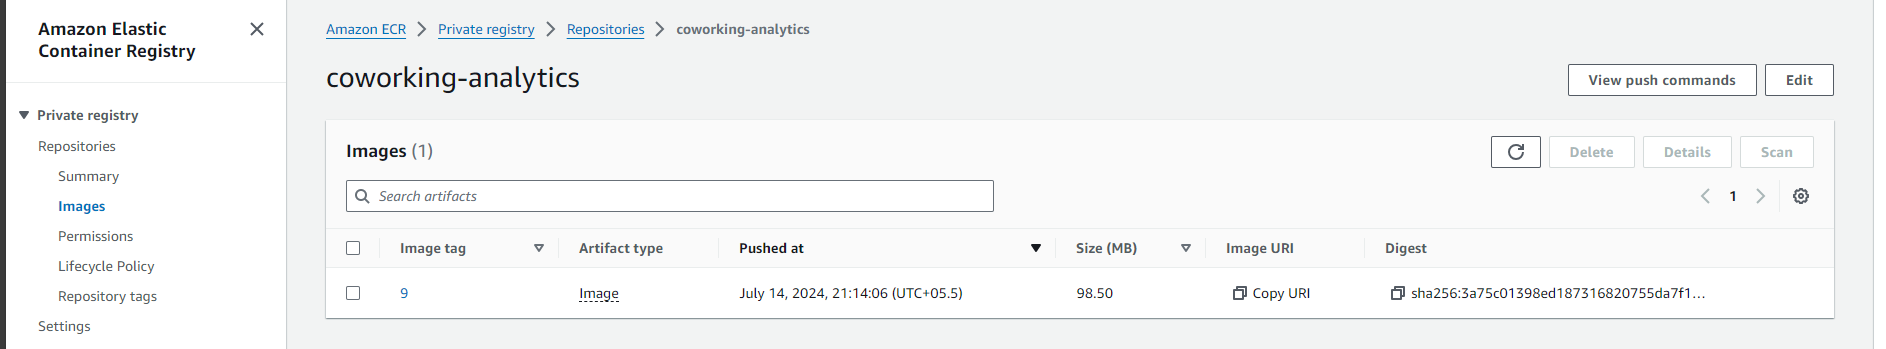 Amazon Elastic
Container Registry
Private registry
Repositories
Summary
Images
Permissions
Lifecycle Policy
Repository tags
Settings
Amazon ECR > Private registry > Repositories > coworking-analytics
coworking-analytics
View push commands Edit
Images (1)
Delete Details Scan
Search artifacts
1
Image tag Artifact type Pushed at Size (MB) Image URI Digest
9 Image July 14, 2024, 21:14:06 (UTC+05.5) 98.50 Copy URI sha256:3a75c01398ed187316820755da7f1...